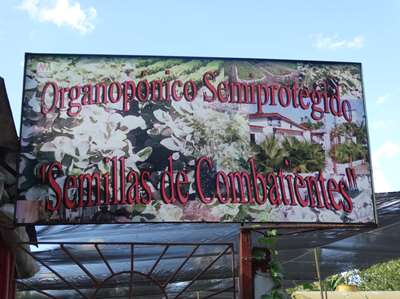 Organopónico Semiprotegido
"Semillas de Combatientes"